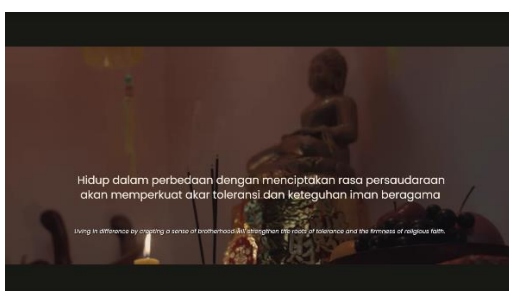 Hidup dalam perbedaan dengan menciptakan rasa persaudaraan
akan memperkuat akar toleransi dan keteguhan iman beragama
Living in difference by creating a sense of brotherhood will strengthen the roots of tolerance and the firmness of religious faith.